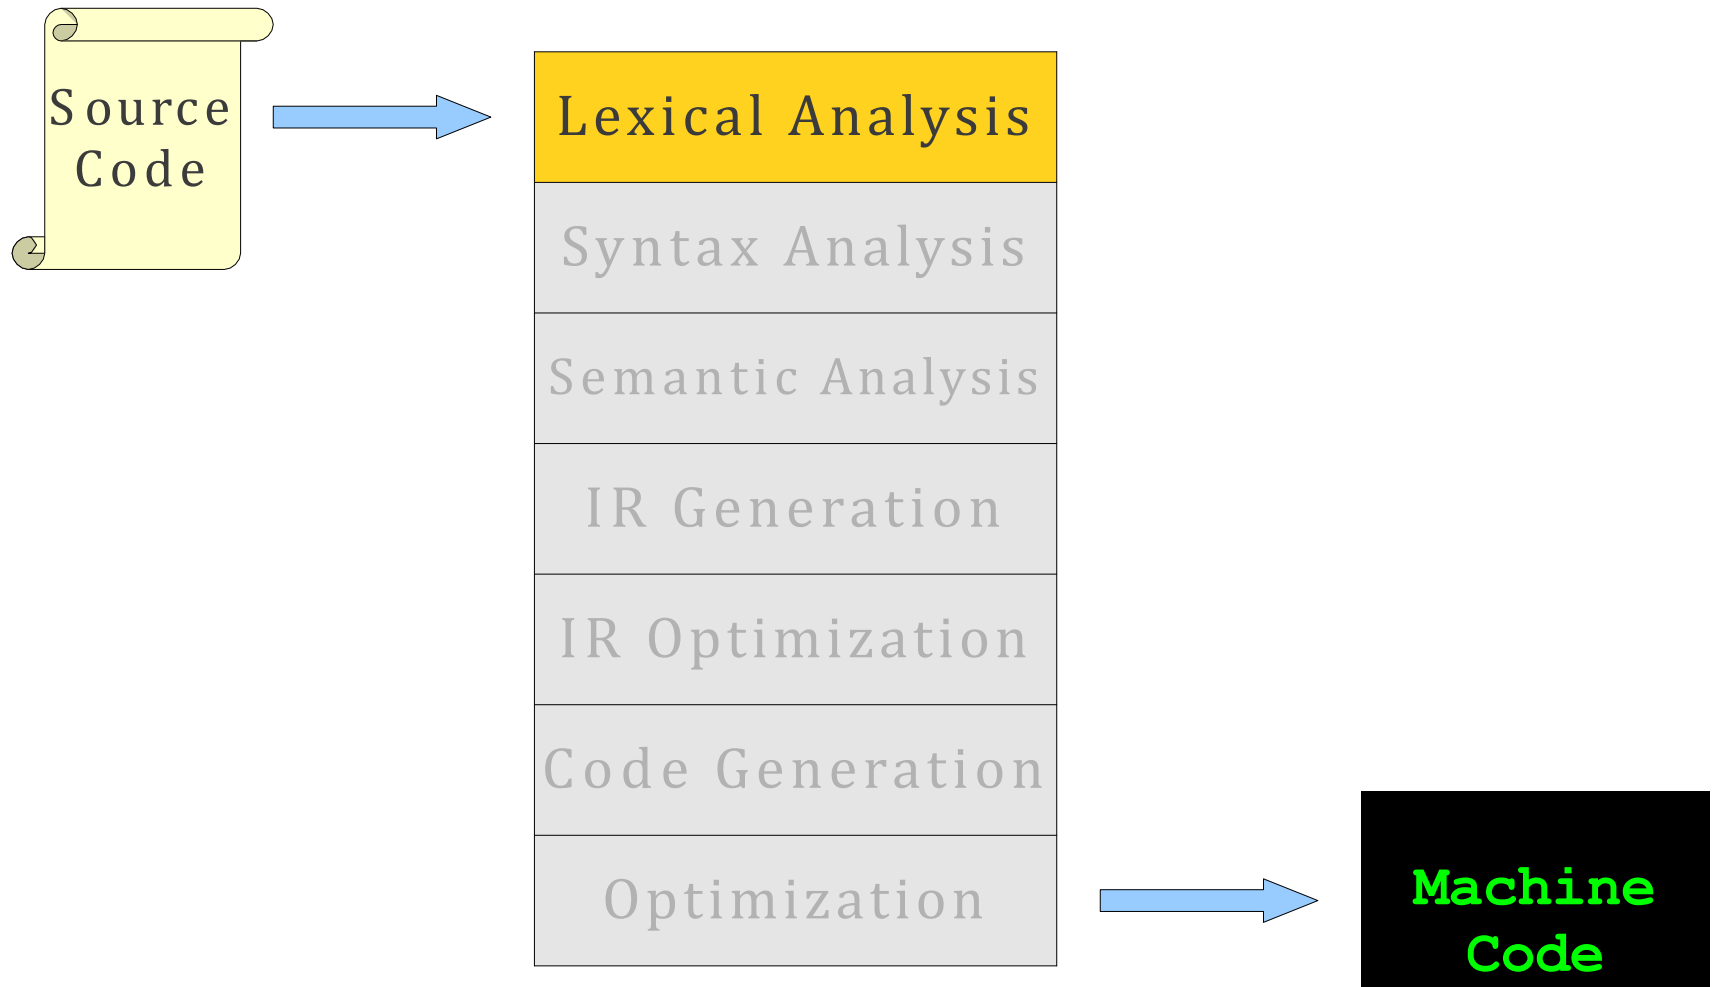 Source
Code
Lexical Analysis
Syntax Analysis
Semantic Analysis
IR Generation
IR Optimization
Code Generation
Optimization
Machine
Code